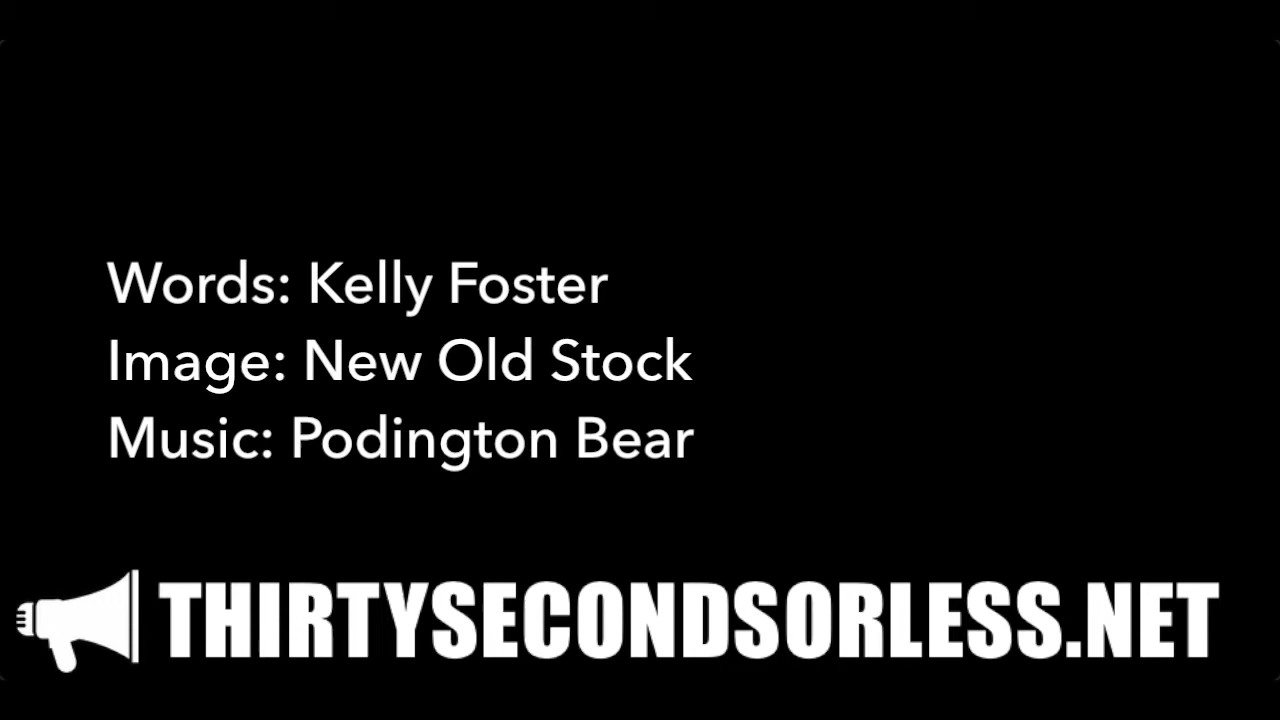 Words: Kelly Foster
Image: New Old Stock
Music: Podington Bear
THIRTYSECONDSORLESS.NET